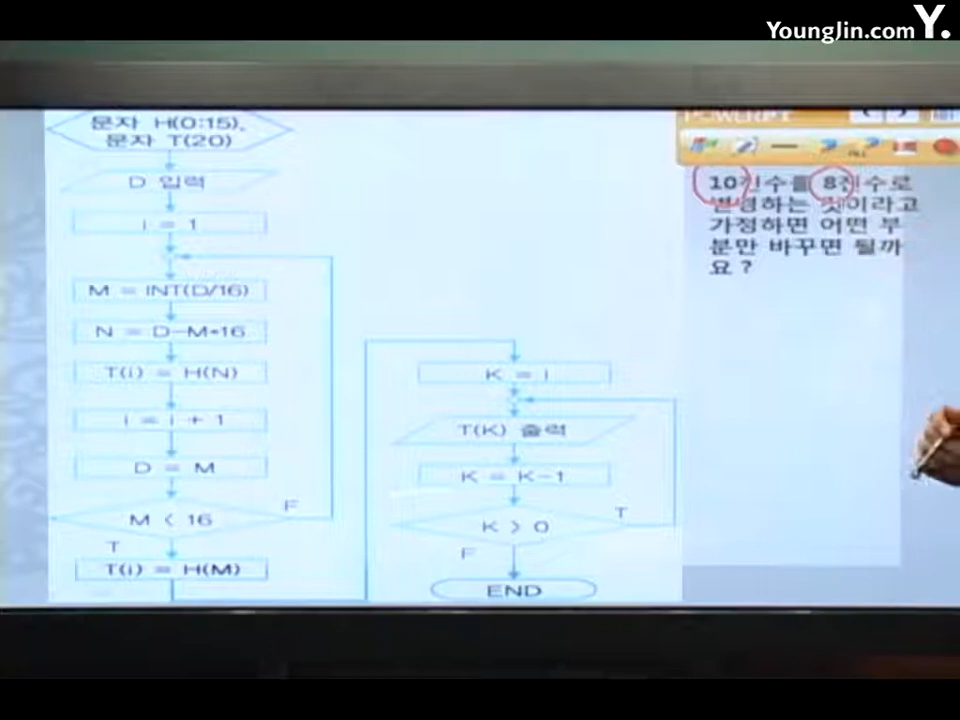 YoungJin.com Y.
문자 H(0:15),
문자 T(20)
D 입력
i = 1
M = INT(D/16)
N = D-M*16
T(i) = H(N)
i = i + 1
D = M
M < 16
F
T
T(i) = H(M)
K = i
T(K) 출력
K = K-1
K > 0
T
F
END
10진수를 8진수로
변경하는 것이라고
가정하면 어떤 부
분만 바꾸면 될까
요?